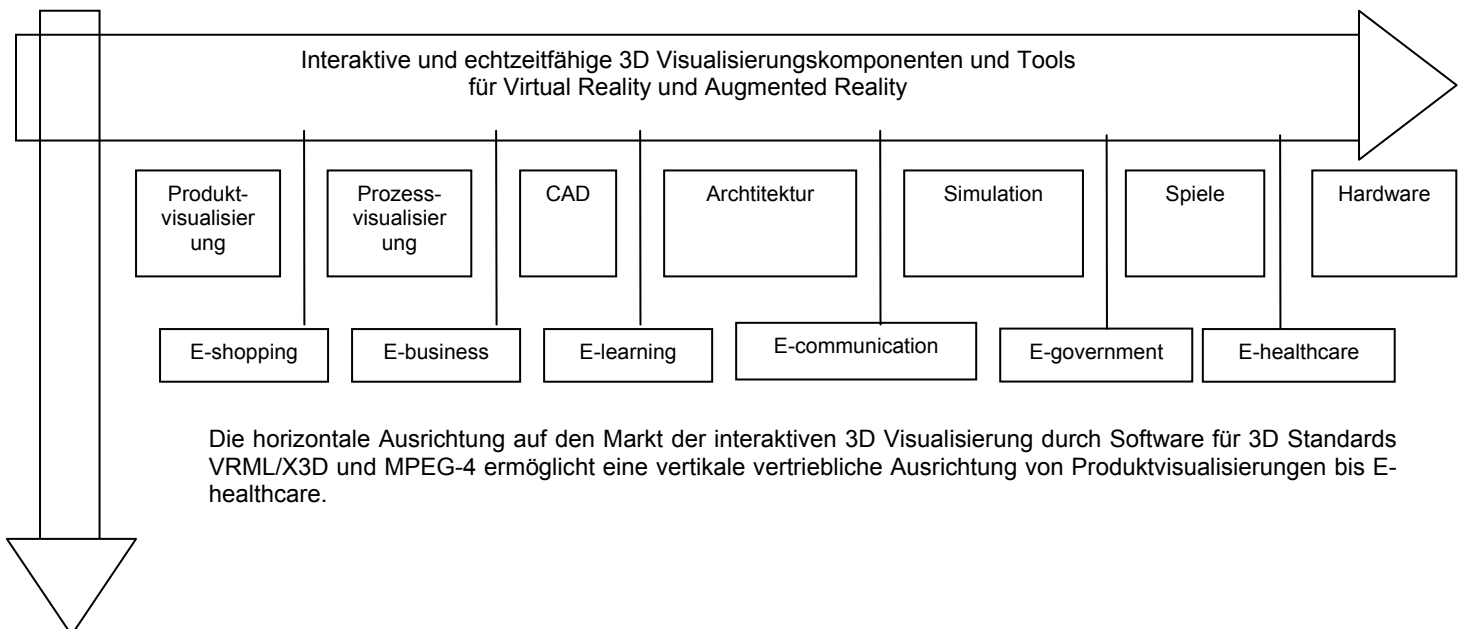 Interaktive und echtzeitfähige 3D Visualisierungskomponenten und Tools
für Virtual Reality und Augmented Reality
Produkt-
visualisier
ung
Prozess-
visualisier
ung
CAD
Archtitektur
Simulation
Spiele
Hardware
E-shopping
E-business
E-learning
E-communication
E-government
E-healthcare
Die horizontale Ausrichtung auf den Markt der interaktiven 3D Visualisierung durch Software für 3D Standards
VRML/X3D und MPEG-4 ermöglicht eine vertikale vertriebliche Ausrichtung von Produktvisualisierungen bis E-
healthcare.